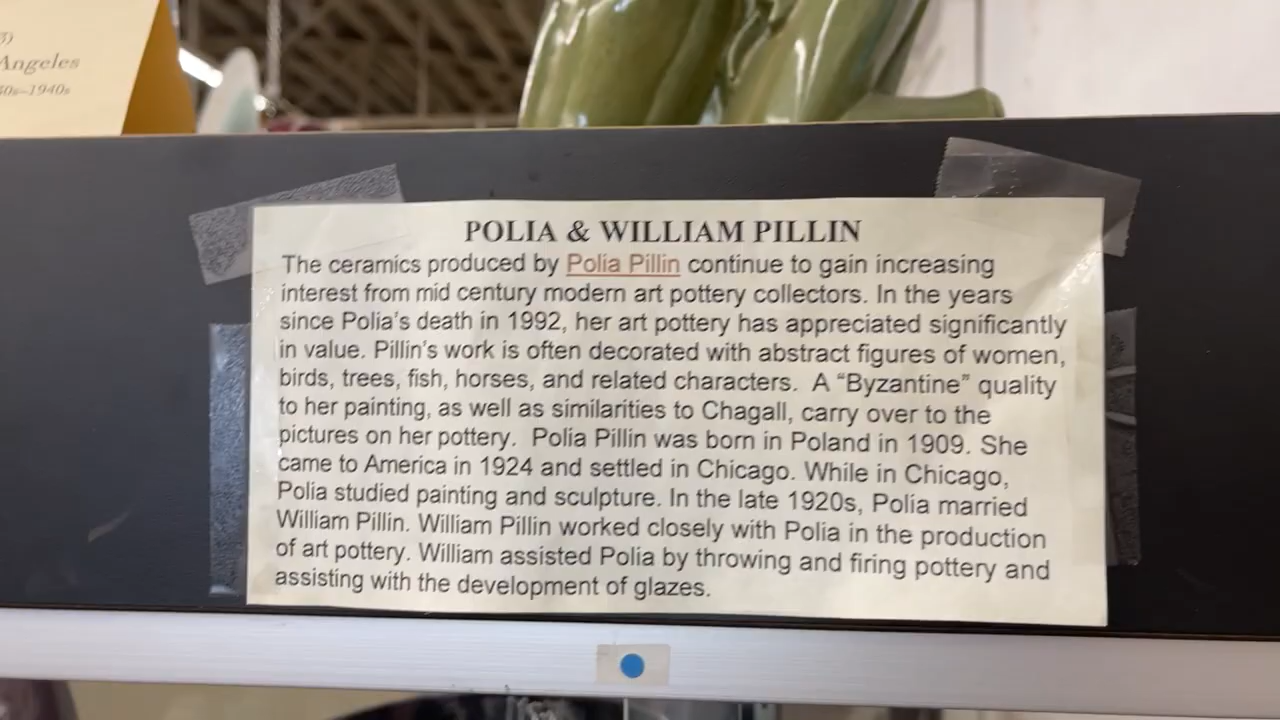 Angeles
POLIA & WILLIAM PILLIN
The ceramics produced by Polia Pillin continue to gain increasing
interest from mid century modern art pottery collectors. In the years
since Polia's death in 1992, her art pottery has appreciated significantly
in value. Pillin's work is often decorated with abstract figures of women,
birds, trees, fish, horses, and related characters. A “Byzantine” quality
to her painting, as well as similarities to Chagall, carry over to the
pictures on her pottery. Polia Pillin was born in Poland in 1909. She
came to America in 1924 and settled in Chicago. While in Chicago,
Polia studied painting and sculpture. In the late 1920s, Polia married
William Pillin. William Pillin worked closely with Polia in the production
of art pottery. William assisted Polia by throwing and firing pottery and
assisting with the development of glazes.